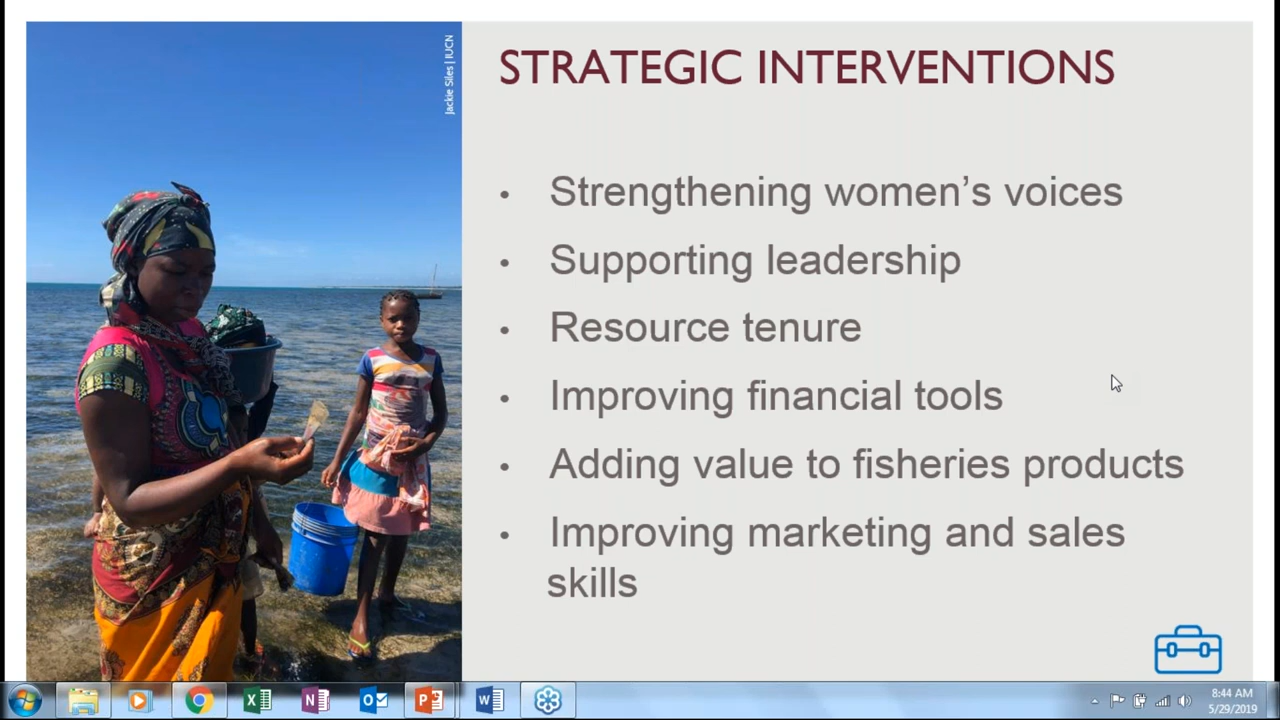 Jackie Siles | IUCN
STRATEGIC INTERVENTIONS
• Strengthening women’s voices
• Supporting leadership
• Resource tenure
• Improving financial tools
• Adding value to fisheries products
• Improving marketing and sales
skills
8:44 AM
5/29/2019